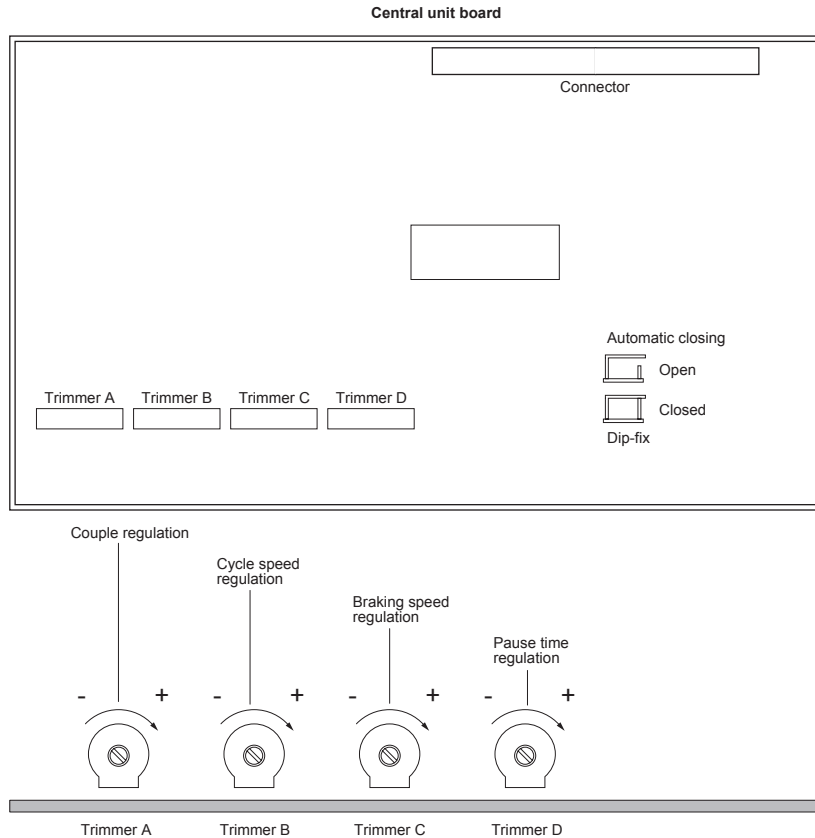 Central unit board
Connector
Automatic closing
Open
Closed
Dip-fix
Trimmer A
Trimmer B
Trimmer C
Trimmer D
Couple regulation
Cycle speed
regulation
Braking speed
regulation
Pause time
regulation
- +
- +
- +
- +
Trimmer A
Trimmer B
Trimmer C
Trimmer D